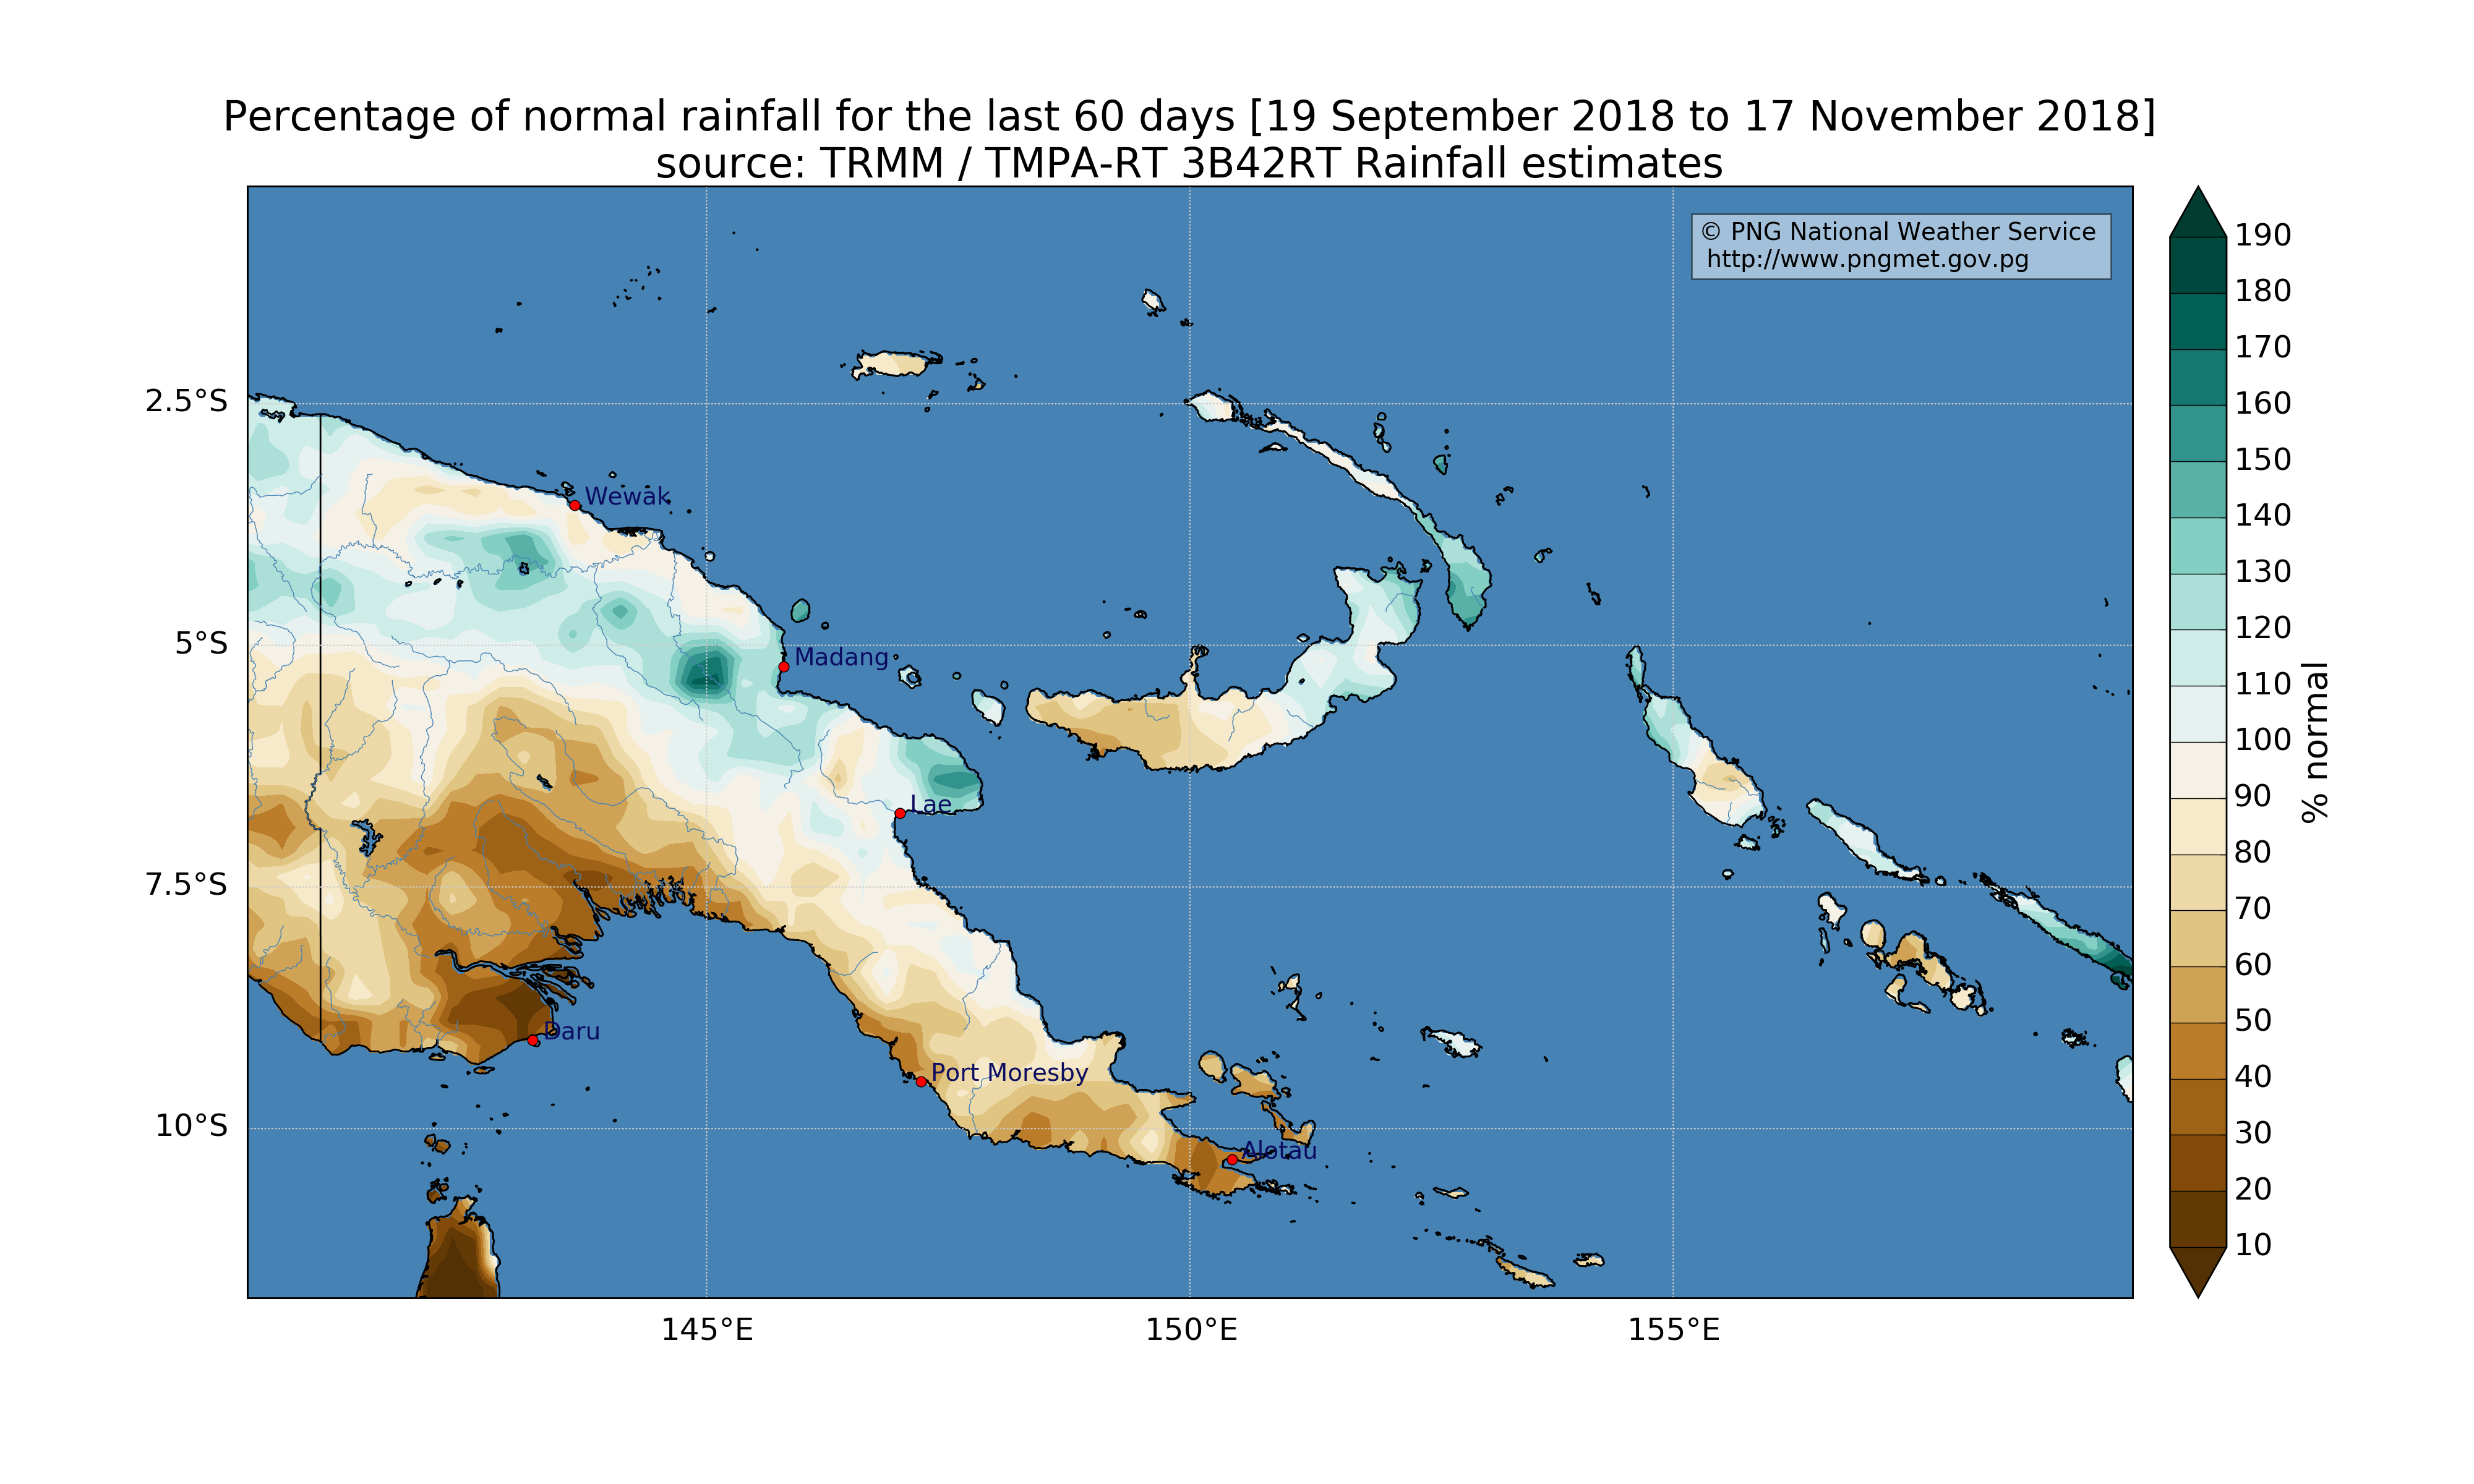 Percentage of normal rainfall for the last 60 days [19 September 2018 to 17 November 2018]
source: TRMM / TMPA-RT 3B42RT Rainfall estimates
© PNG National Weather Service
http://www.pngmet.gov.pg
2.5°S
5°S
7.5°S
10°S
Wewak
Madang
Lae
Daru
Port Moresby
Alotau
145°E
150°E
155°E
190
180
170
160
150
140
130
120
110
100
90
80
70
60
50
40
30
20
10
% normal